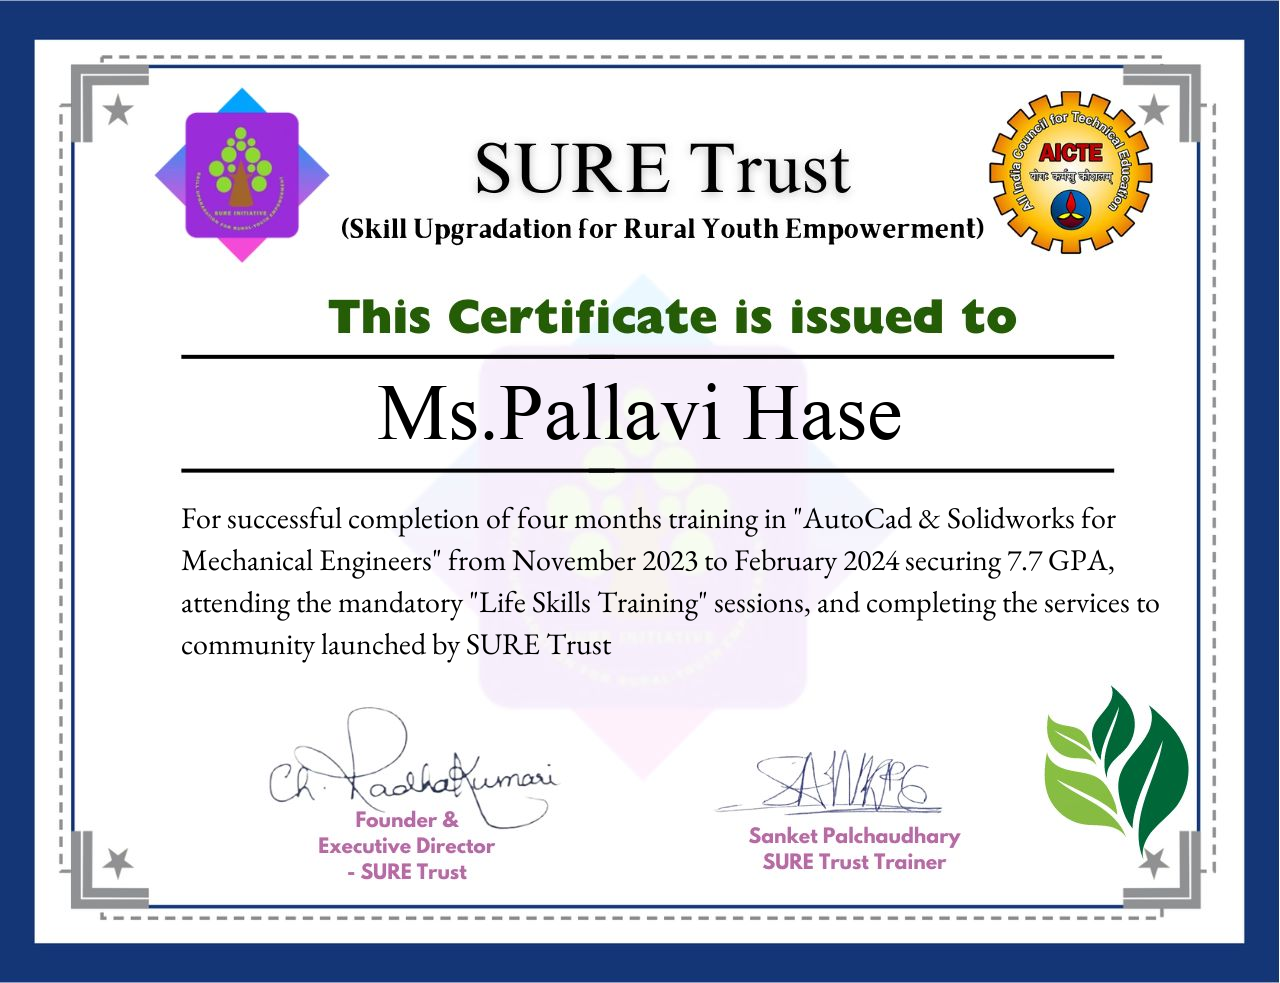 SURE Trust
(Skill Upgradation for Rural Youth Empowerment)
SKILL UPGRADATION FOR RURAL YOUTH EMPOWERMENT
SURE INITIATIVE
All India Council for Technical Education
AICTE
योगः कर्मसु कौशलम्
This Certificate is issued to
Ms.Pallavi Hase
For successful completion of four months training in "AutoCad & Solidworks for
Mechanical Engineers" from November 2023 to February 2024 securing 7.7 GPA,
attending the mandatory "Life Skills Training" sessions, and completing the services to
community launched by SURE Trust
Ch. RadhaKumari
Founder &
Executive Director
- SURE Trust
Sanket Palchaudhary
SURE Trust Trainer